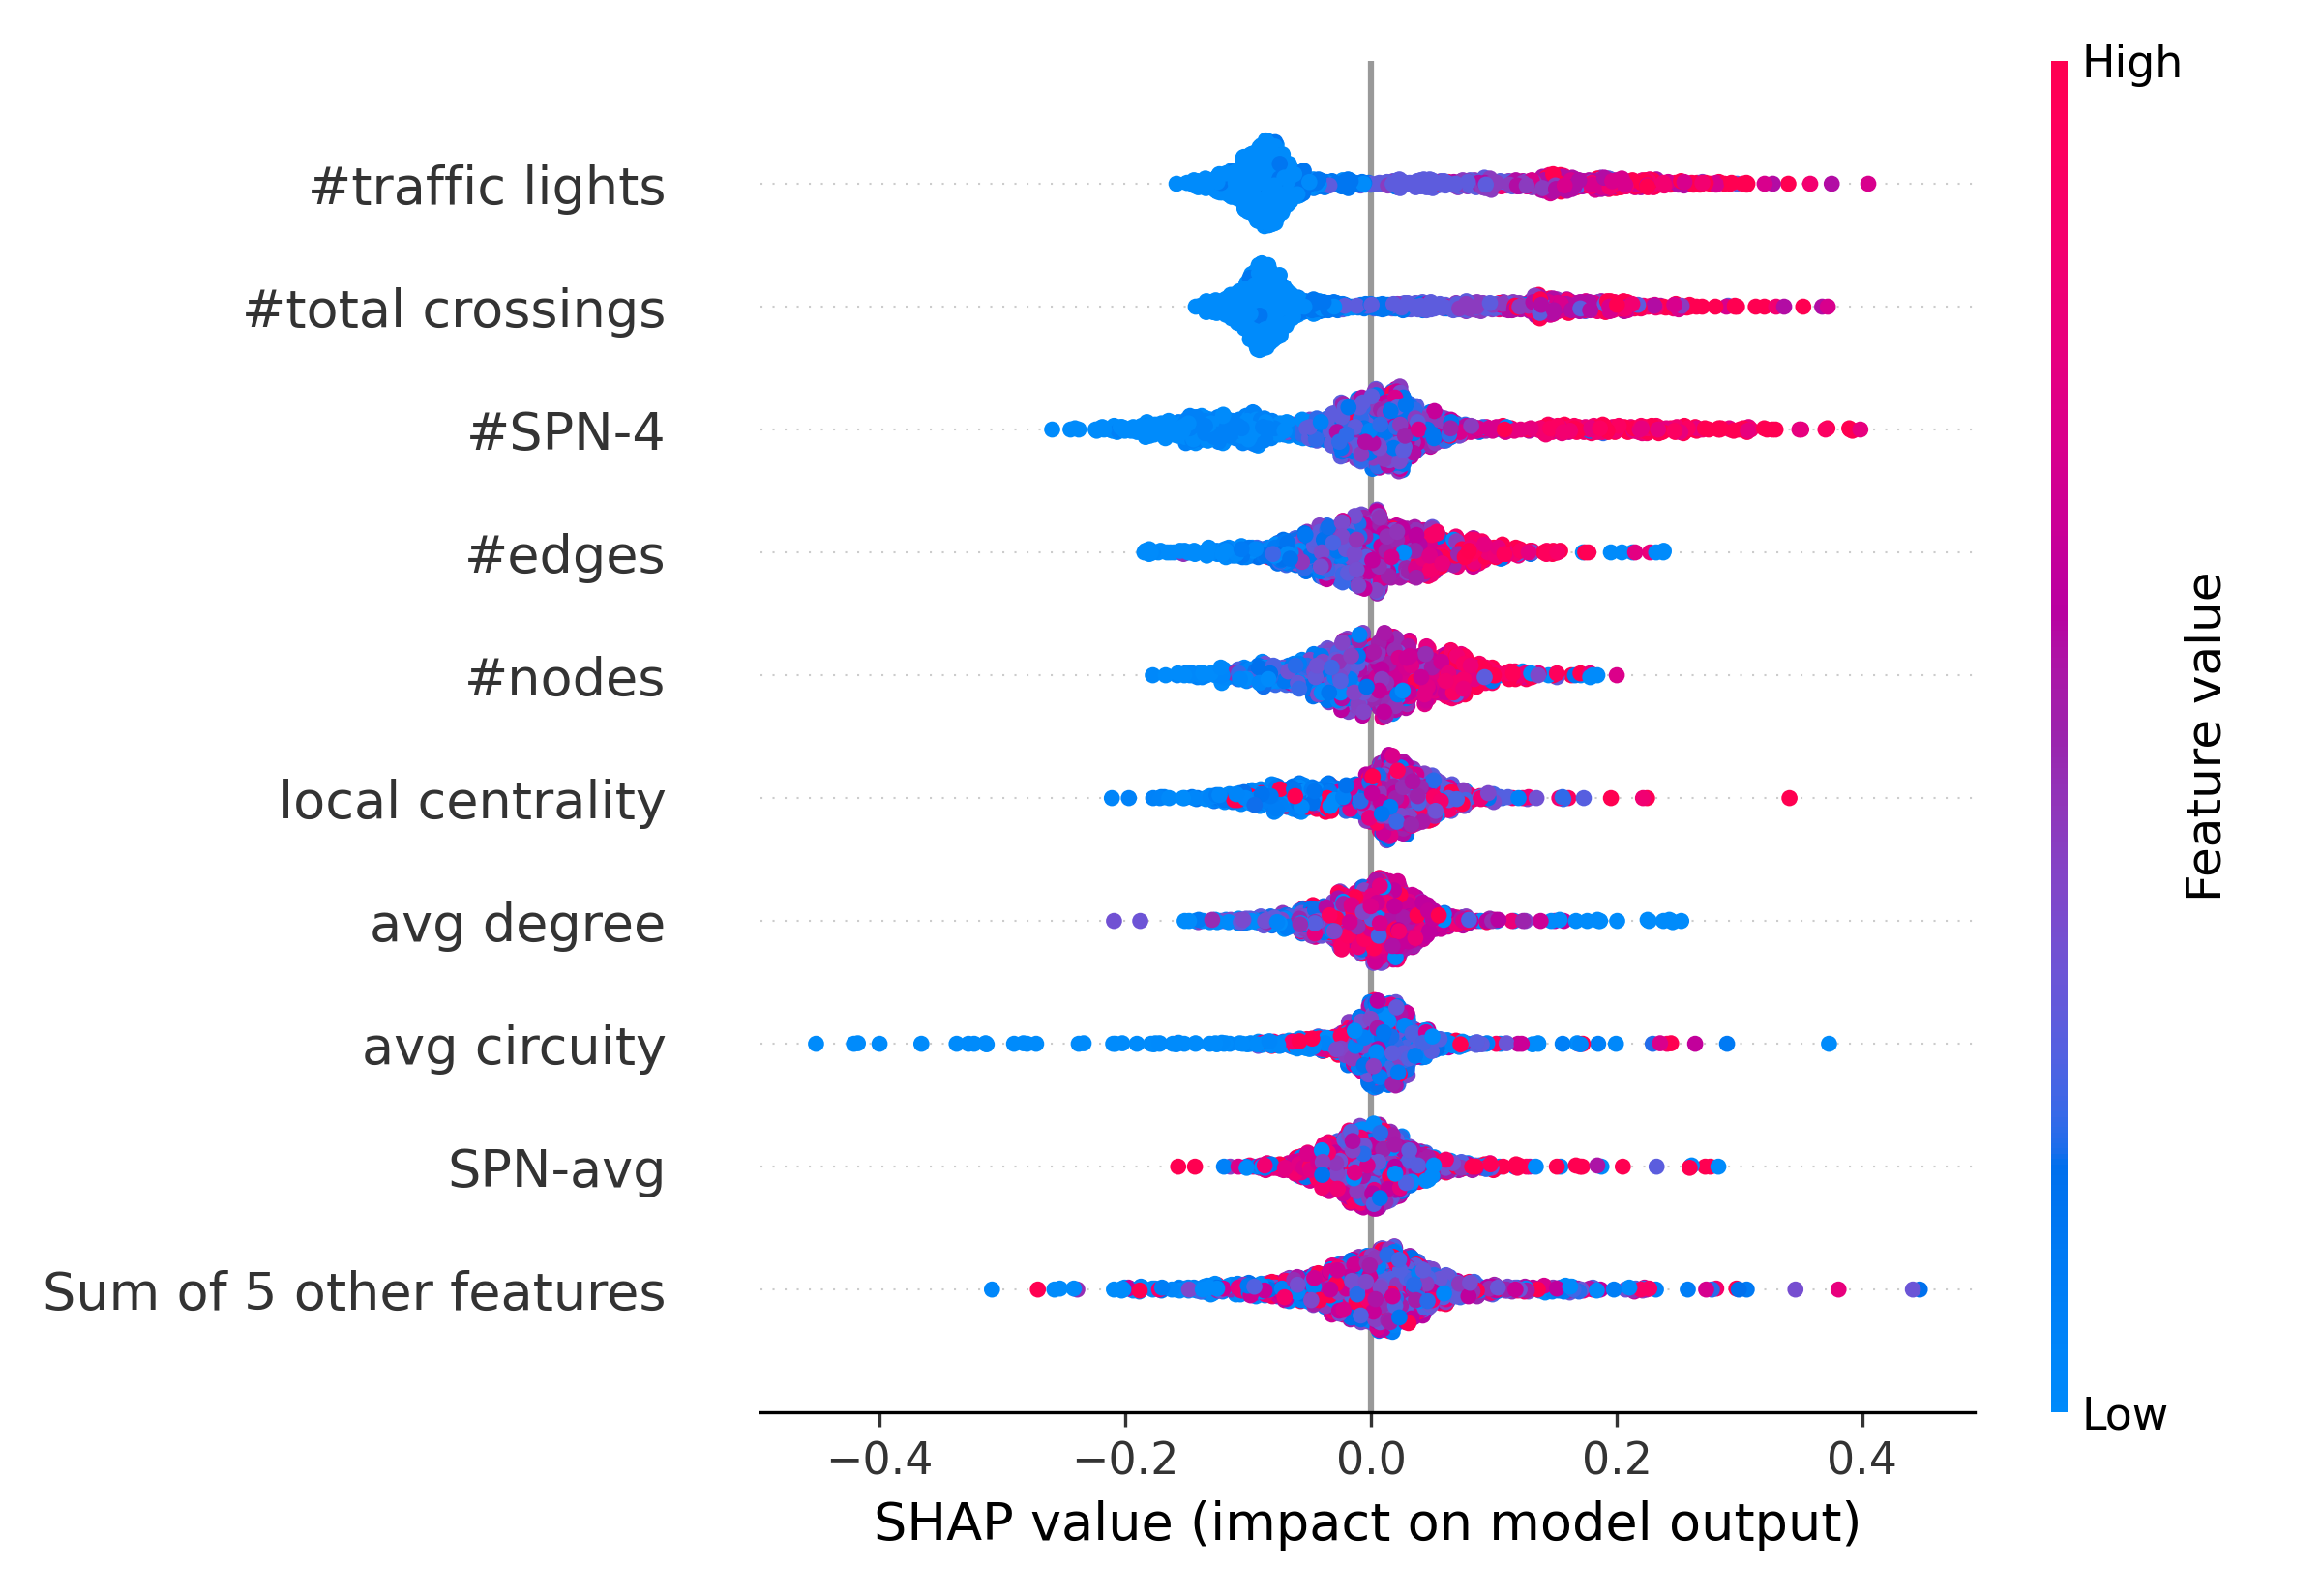 High
#traffic lights
#total crossings
#SPN-4
#edges
#nodes
local centrality
avg degree
avg circuity
SPN-avg
Sum of 5 other features
Feature value
Low
−0.4
−0.2
0.0
0.2
0.4
SHAP value (impact on model output)